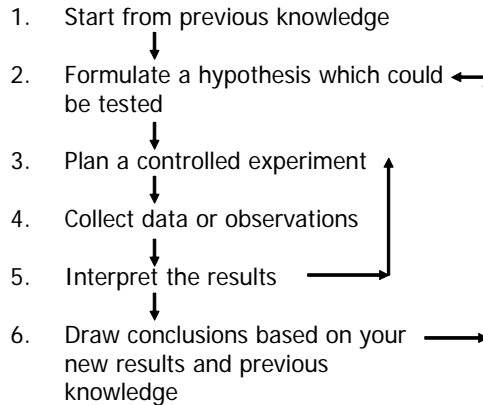 1. Start from previous knowledge
2. Formulate a hypothesis which could
be tested
3. Plan a controlled experiment
4. Collect data or observations
5. Interpret the results
6. Draw conclusions based on your
new results and previous
knowledge